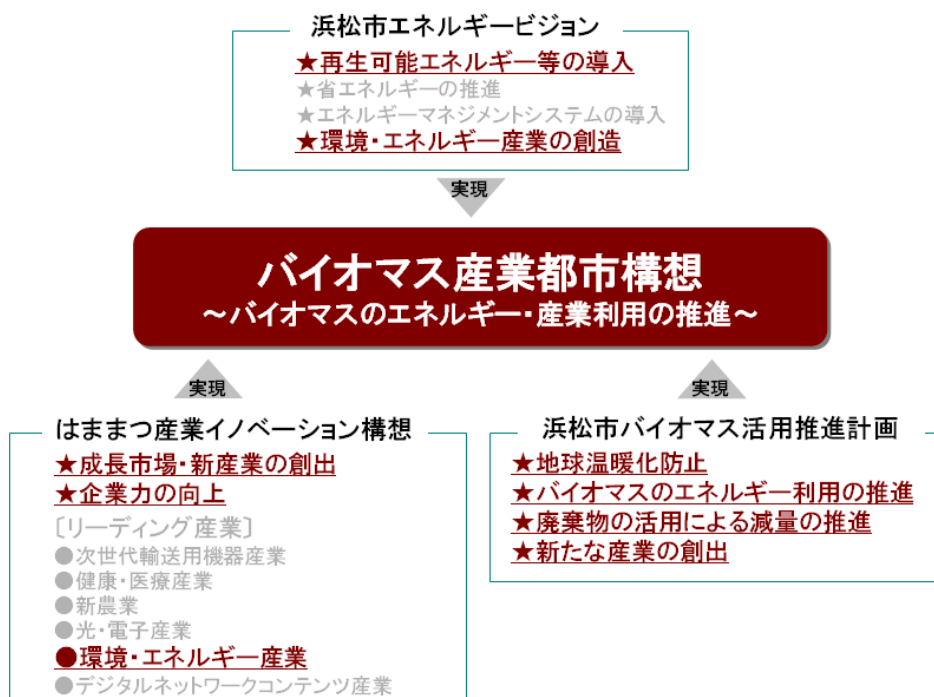 浜松市エネルギービジョン
★再生可能エネルギー等の導入
★省エネルギーの推進
★エネルギーマネジメントシステムの導入
★環境・エネルギー産業の創造
実現
バイオマス産業都市構想
～バイオマスのエネルギー・産業利用の推進～
実現
はままつ産業イノベーション構想
★成長市場・新産業の創出
★企業力の向上
〔リーディング産業〕
●次世代輸送用機器産業
●健康・医療産業
●新農業
●光・電子産業
●環境・エネルギー産業
●デジタルネットワークコンテンツ産業
実現
浜松市バイオマス活用推進計画
★地球温暖化防止
★バイオマスのエネルギー利用の推進
★廃棄物の活用による減量の推進
★新たな産業の創出